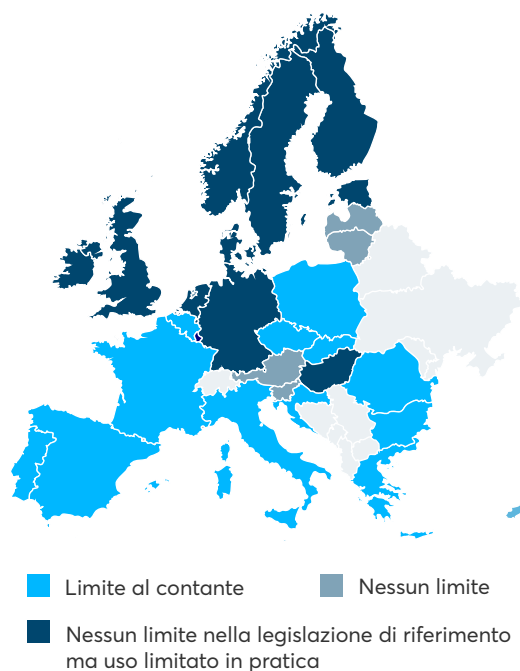 Limite al contante
Nessun limite
Nessun limite nella legislazione di riferimento
ma uso limitato in pratica